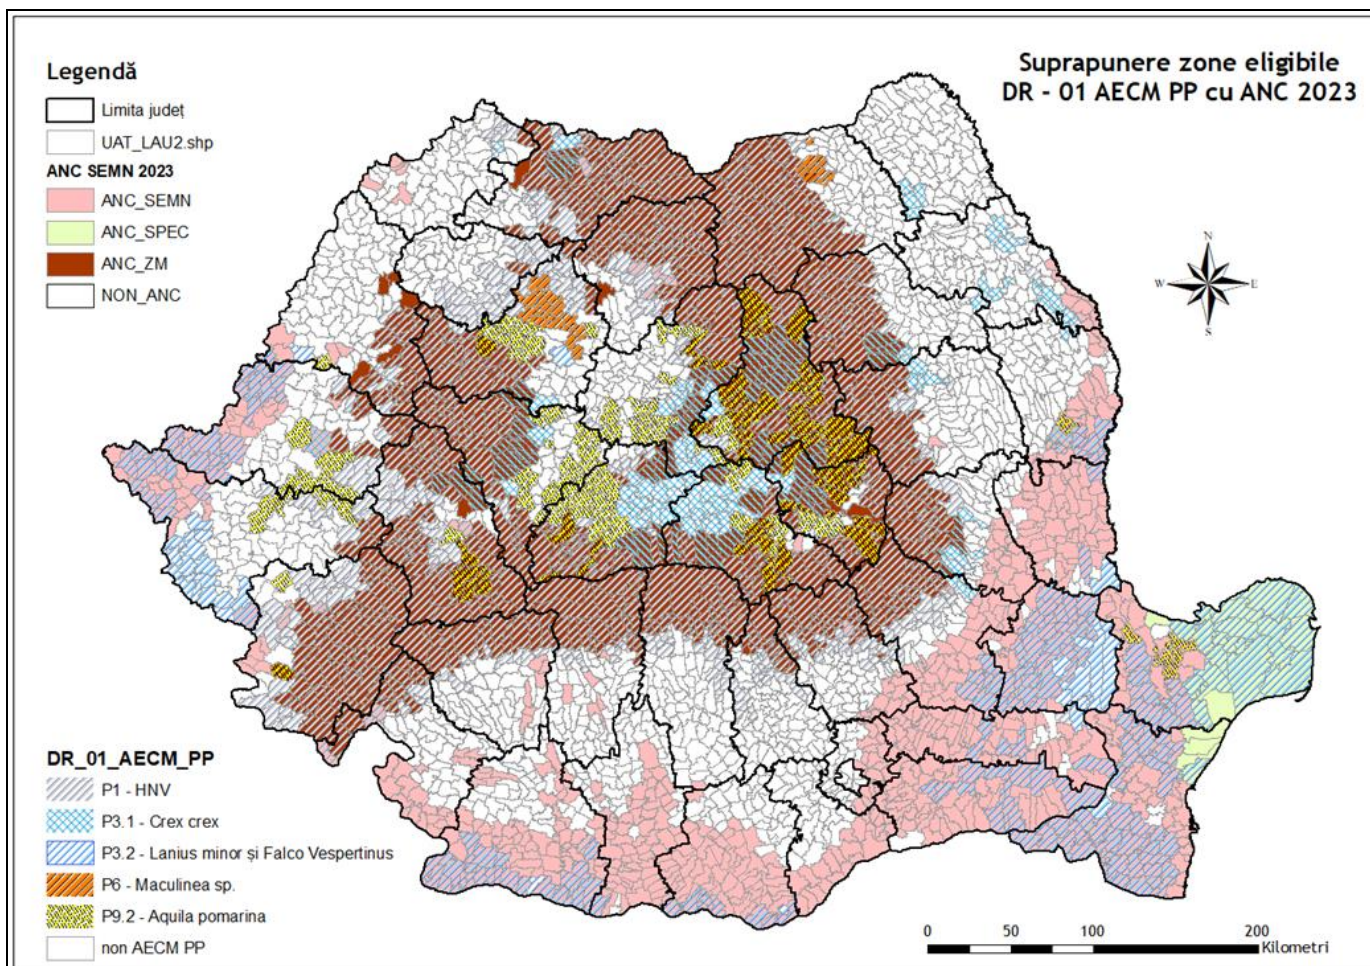 Suprapunere zone eligibile
DR - 01 AECM PP cu ANC 2023
Legendă
Limita județ
UAT_LAU2.shp
ANC SEMN 2023
ANC_SEMN
ANC_SPEC
ANC_ZM
NON_ANC
N
W
E
S
DR_01_AECM_PP
P1 - HNV
P3.1 - Crex crex
P3.2 - Lanius minor și Falco Vespertinus
P6 - Maculinea sp.
P9.2 - Aquila pomarina
non AECM PP
0 50 100 200
Kilometri